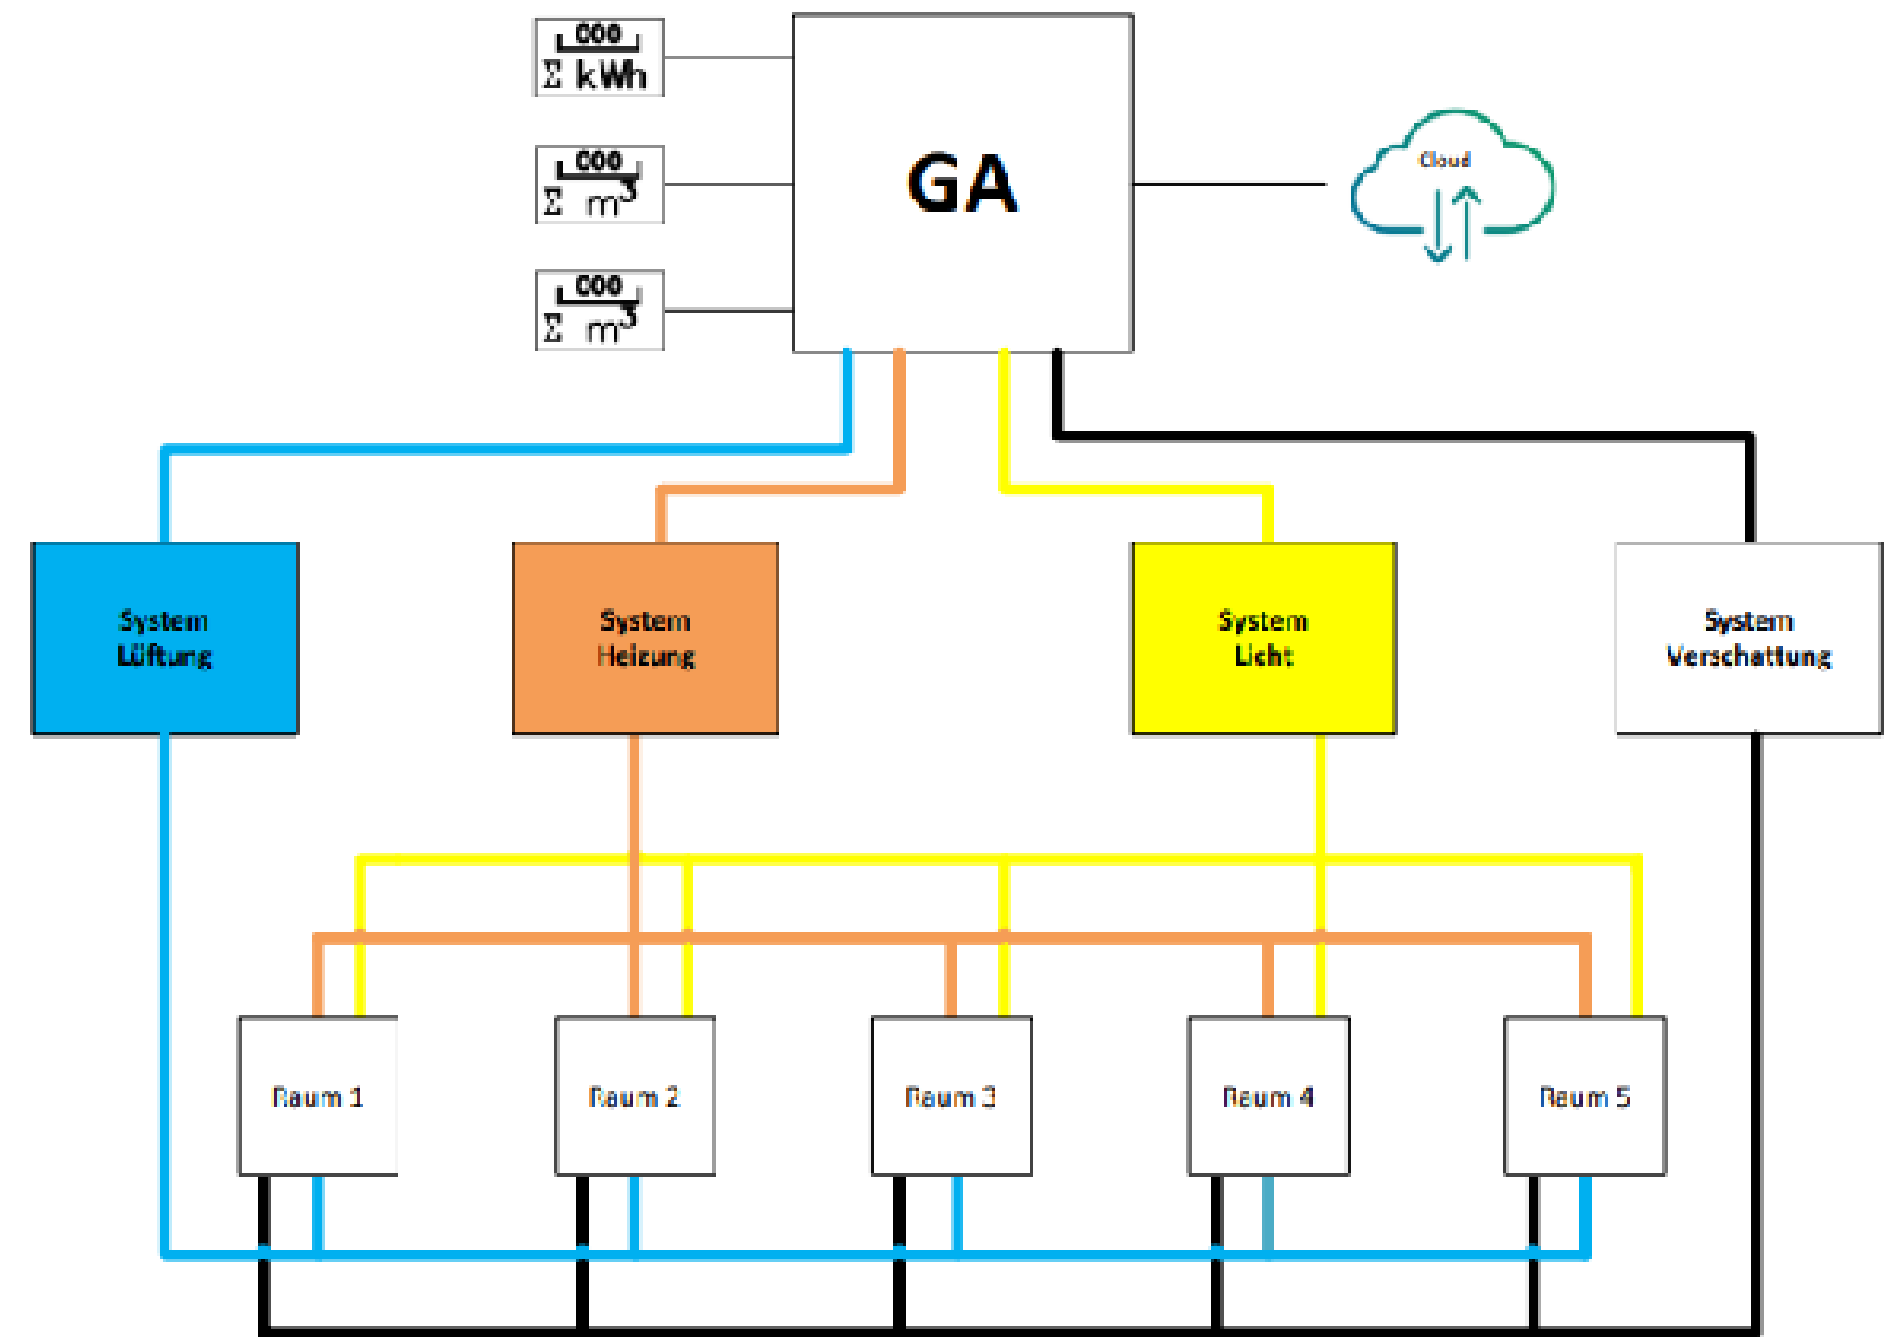 000
Σ kWh
000
Σ m³
000
Σ m³
GA
Cloud
System
Lüftung
System
Heizung
System
Licht
System
Verschattung
Raum 1
Raum 2
Raum 3
Raum 4
Raum 5